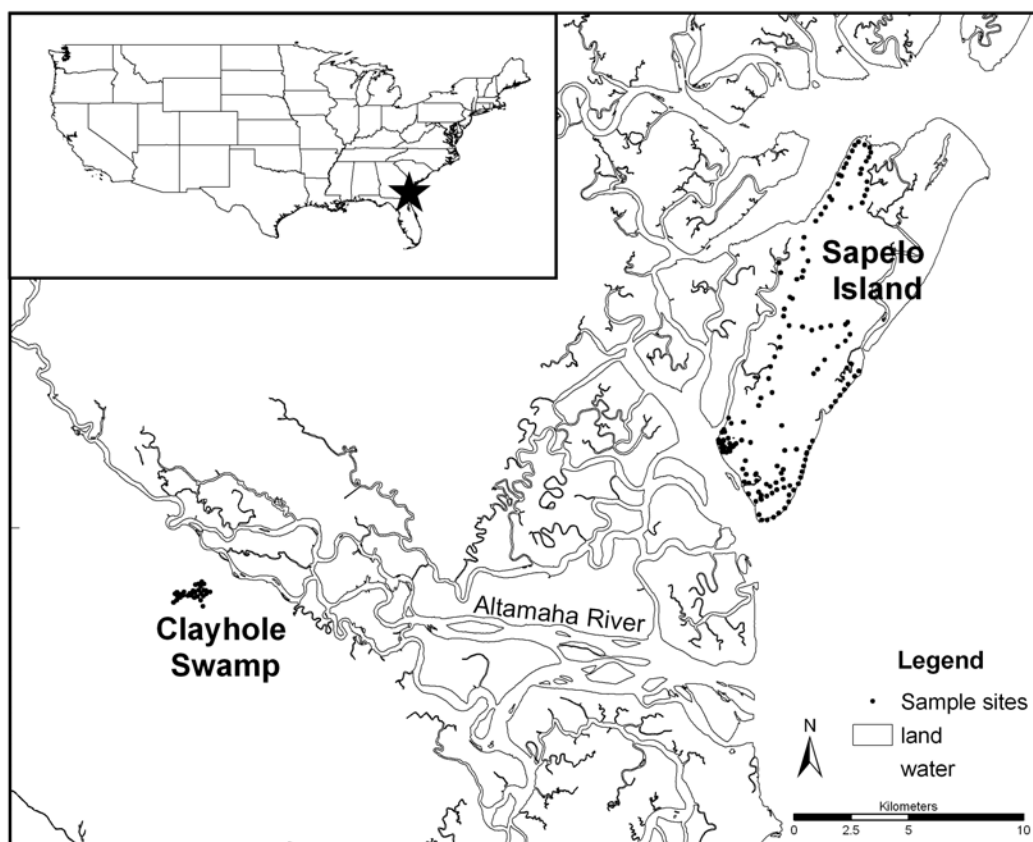 Sapelo
Island
Altamaha River
Clayhole
Swamp
Legend
Sample sites
land
water
N
Kilometers
0 2.5 5 10